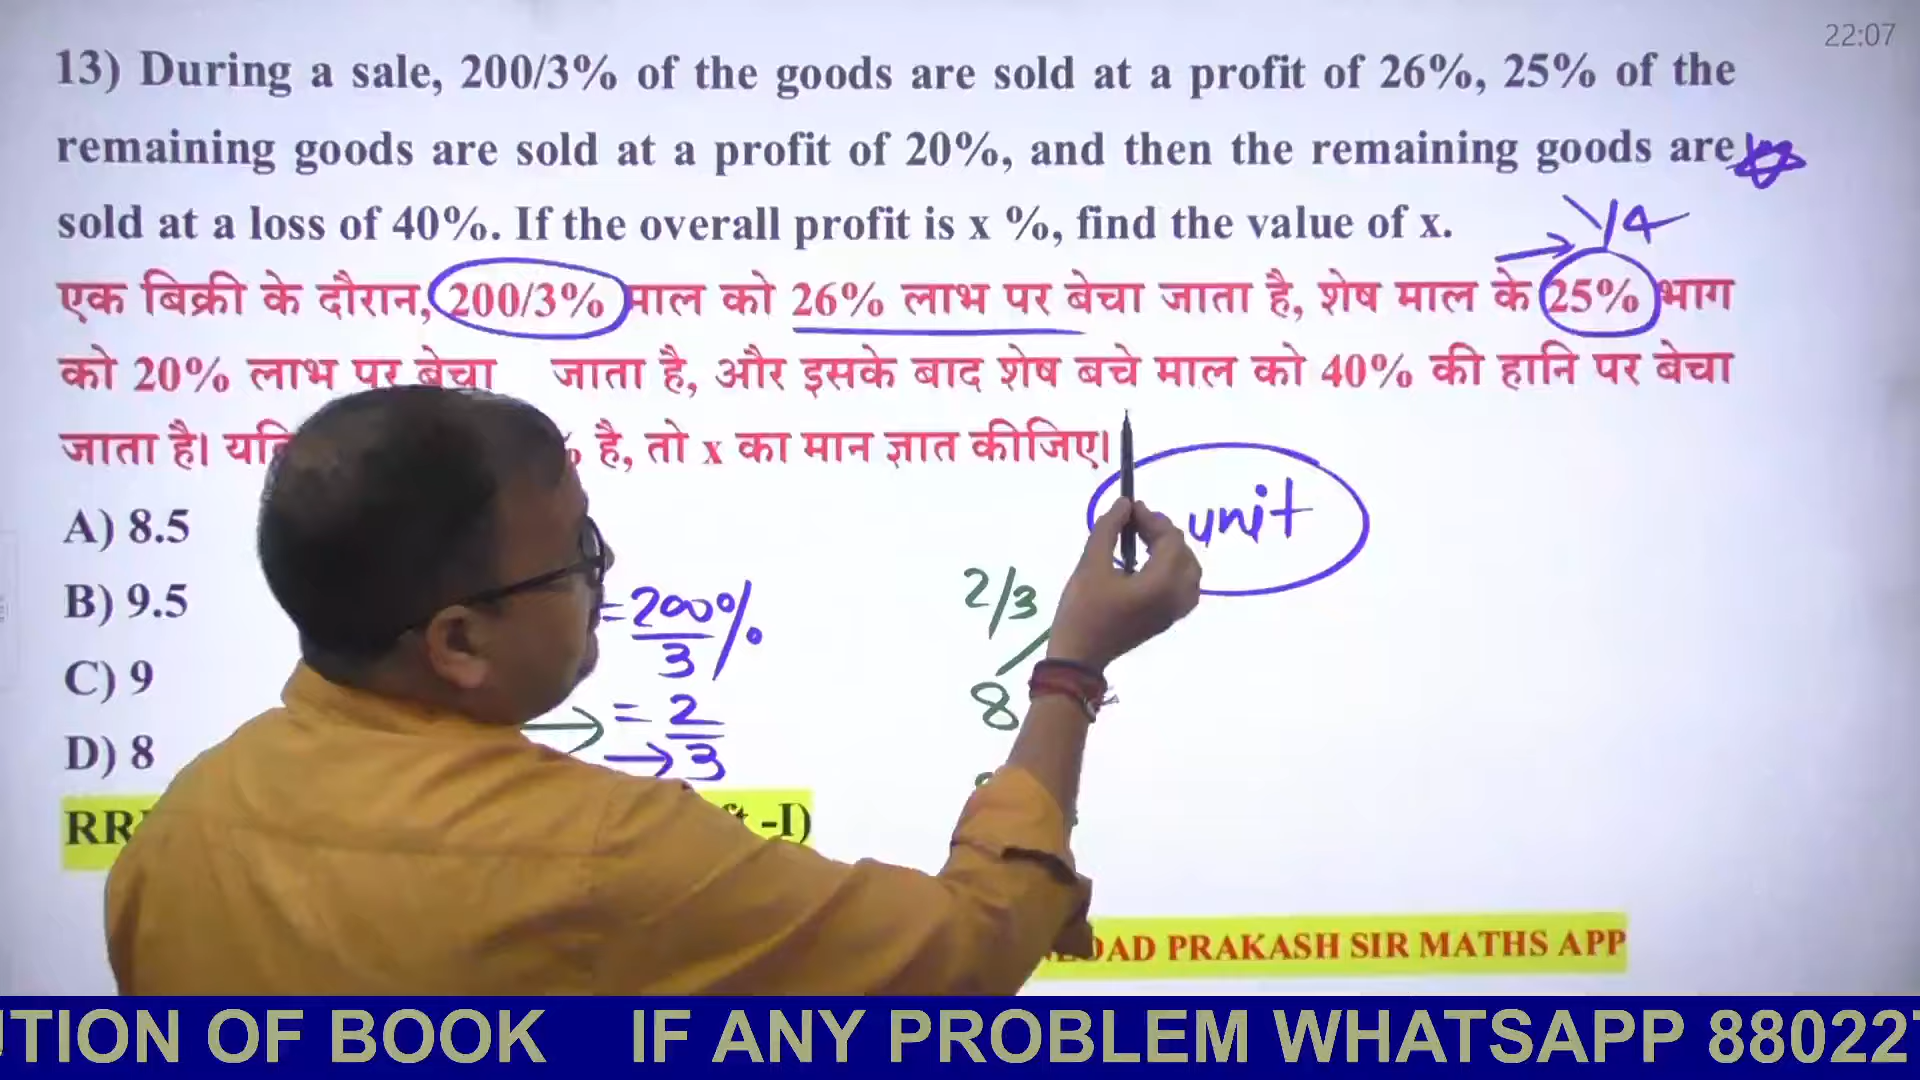 22:07
13) During a sale, 200/3% of the goods are sold at a profit of 26%, 25% of the
remaining goods are sold at a profit of 20%, and then the remaining goods are
sold at a loss of 40%. If the overall profit is x %, find the value of x.
1/4
एक बिक्री के दौरान, 200/3% माल को 26% लाभ पर बेचा जाता है, शेष माल के 25% भाग
को 20% लाभ पर बेचा जाता है, और इसके बाद शेष बचे माल को 40% की हानि पर बेचा
जाता है। है, तो x का मान ज्ञात कीजिए।
unit
A) 8.5
B) 9.5
C) 9
D) 8
= 200/3 %
= 2/3
2/3
8
-I)
PRAKASH SIR MATHS APP
OF BOOK IF ANY PROBLEM WHATSAPP 88022